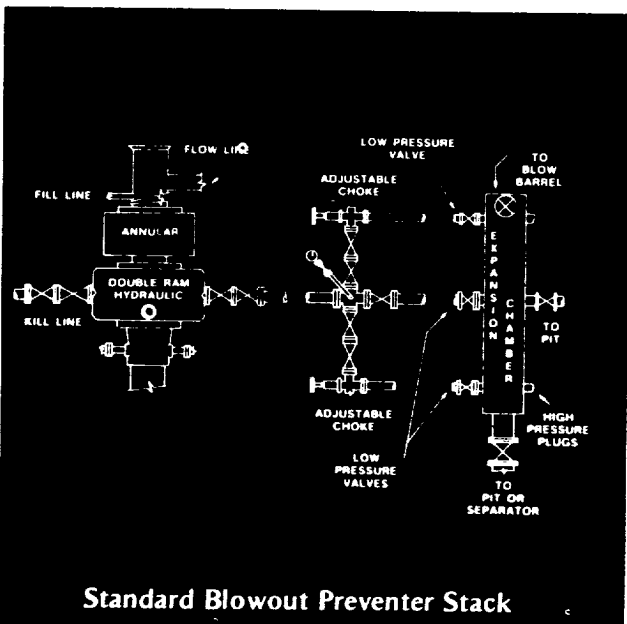 FLOW LINE
FILL LINE
ANNULAR
DOUBLE RAM
HYDRAULIC
KILL LINE
LOW PRESSURE
VALVE
ADJUSTABLE
CHOKE
TO
BLOW
BARREL
EXPANSION
CHAMBER
TO
PIT
ADJUSTABLE
CHOKE
HIGH
PRESSURE
PLUGS
LOW
PRESSURE
VALVES
TO
PIT OR
SEPARATOR
Standard Blowout Preventer Stack